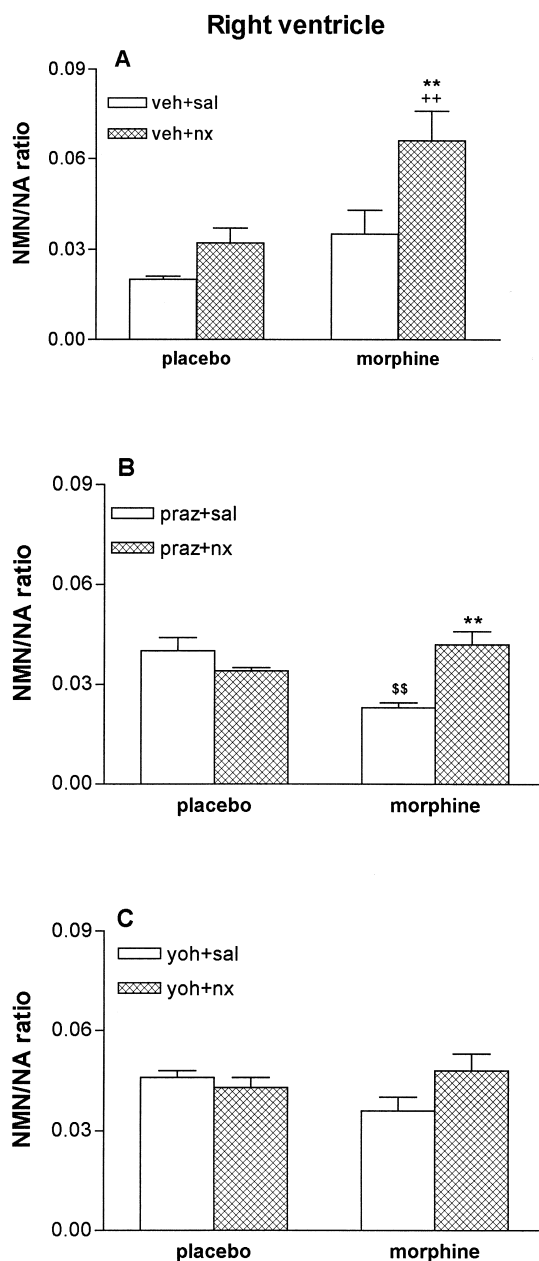 Right ventricle
A
0.09
0.06
0.03
0.00
NMN/NA ratio
veh+sal
veh+nx
**
++
placebo morphine
B
0.09
0.06
0.03
0.00
NMN/NA ratio
praz+sal
praz+nx
$$
**
placebo morphine
C
0.09
0.06
0.03
0.00
NMN/NA ratio
yoh+sal
yoh+nx
placebo morphine